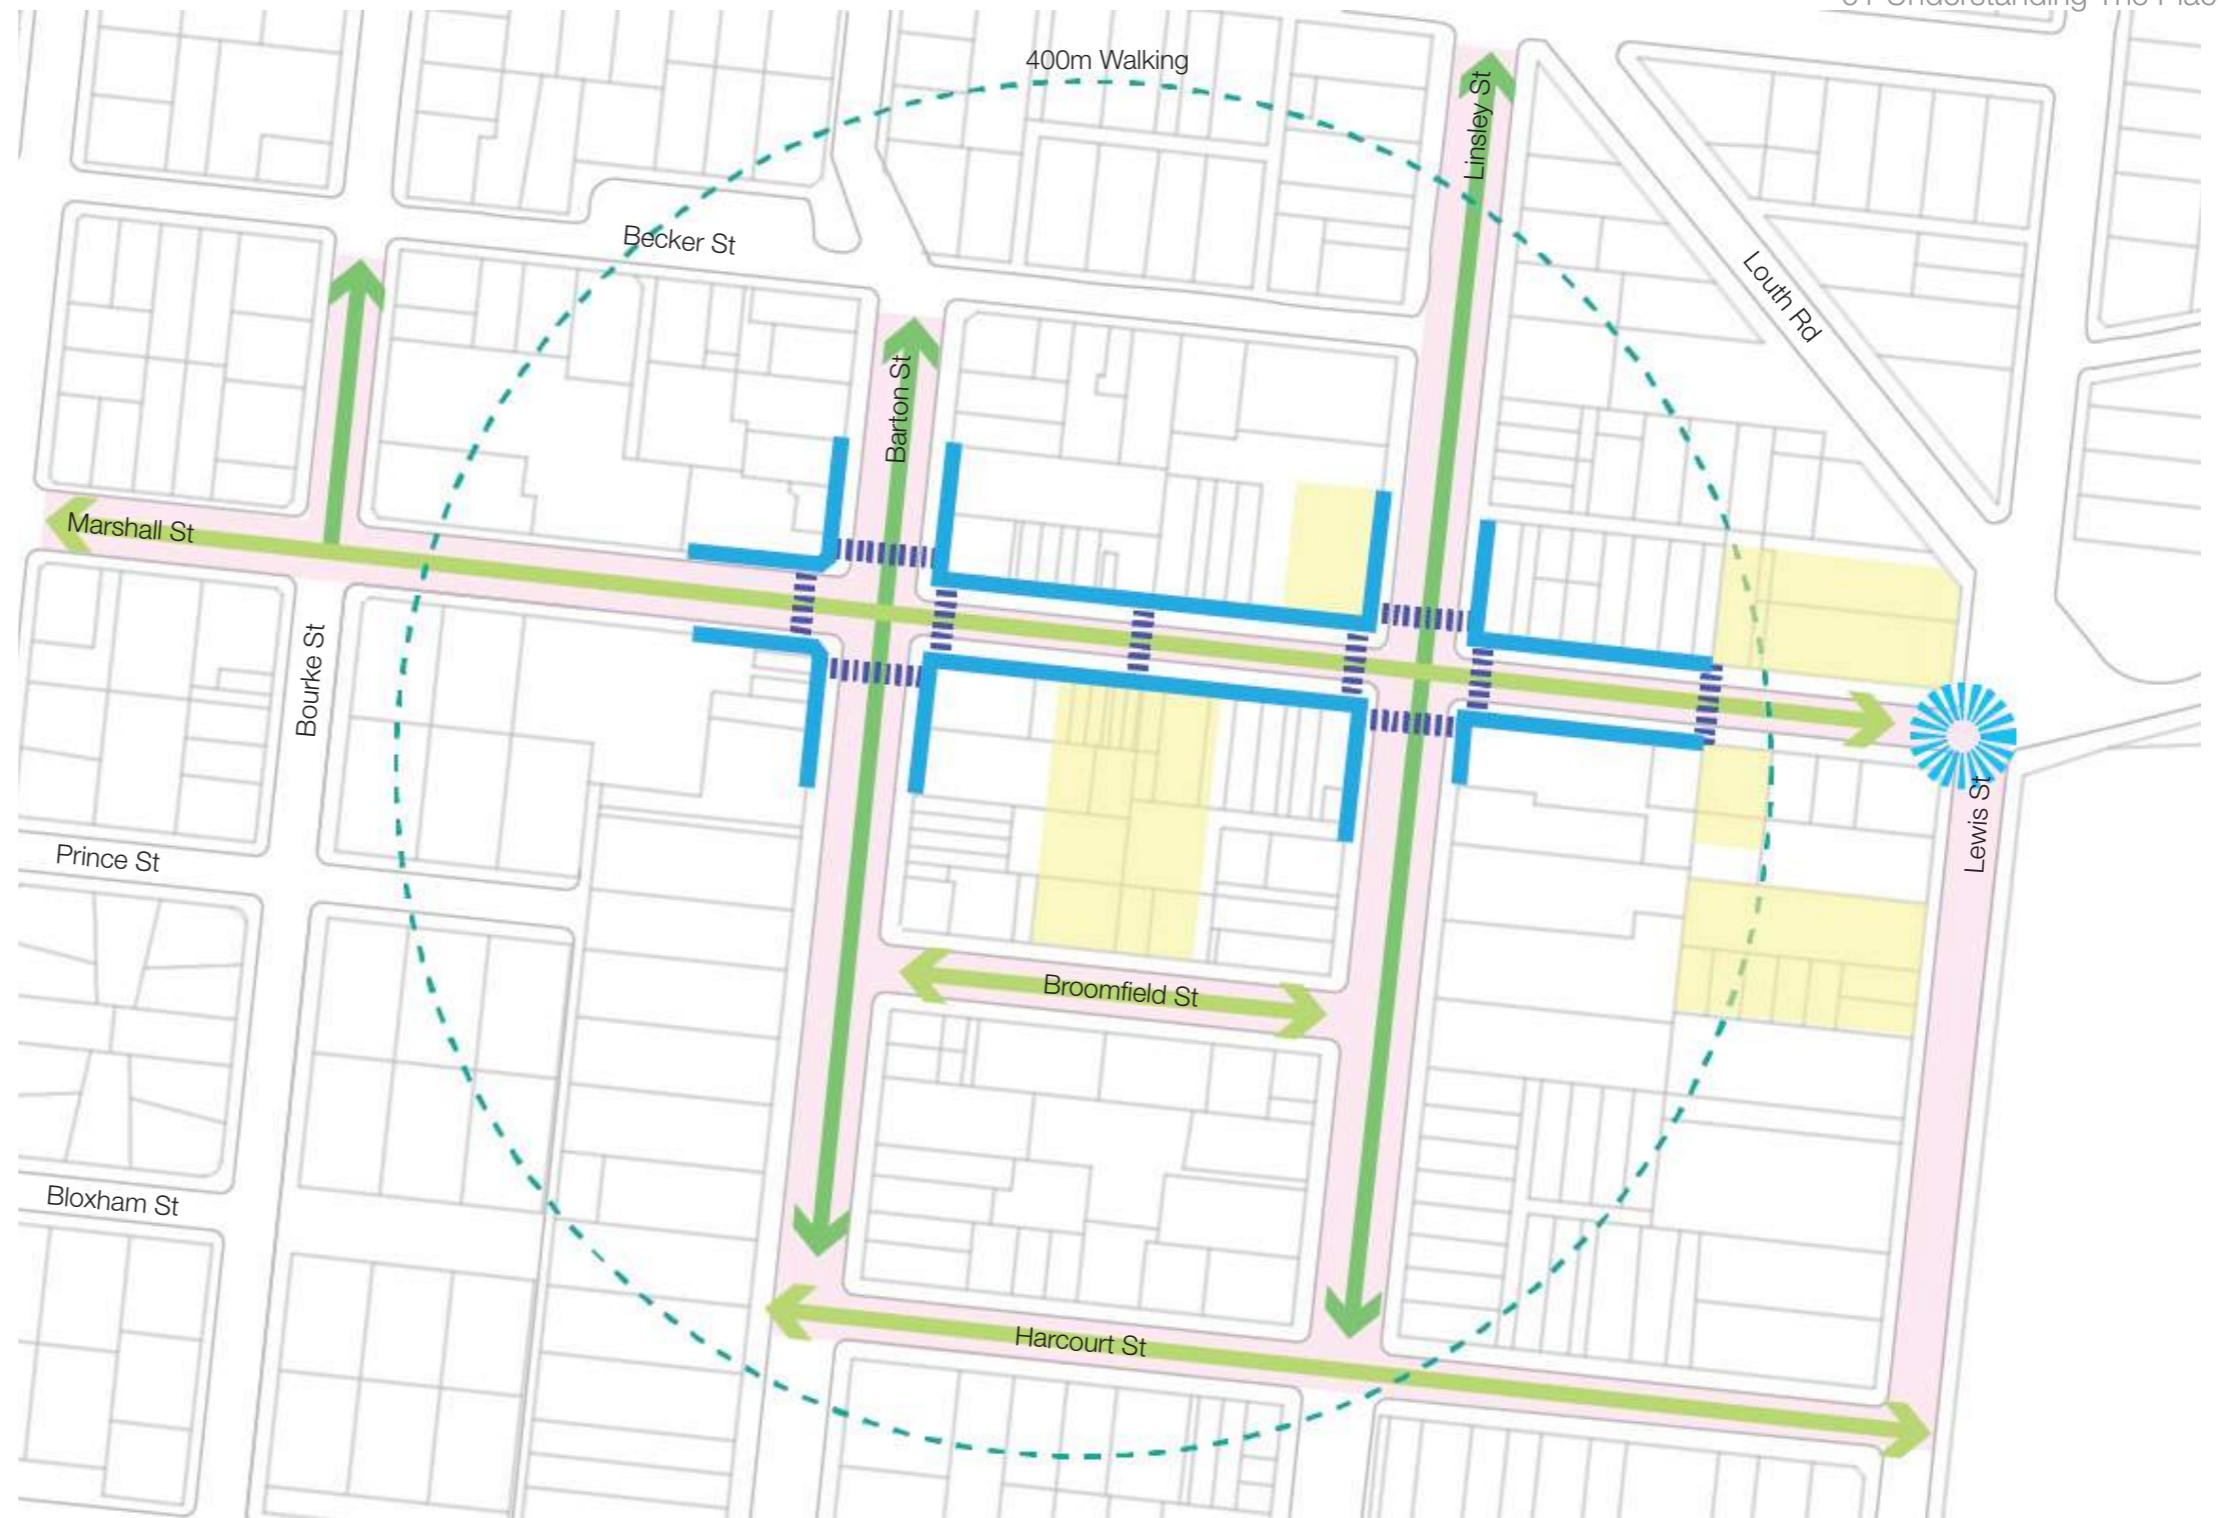 400m Walking
Linsley St
Becker St
Louth Rd
Barton St
Marshall St
Bourke St
Lewis St
Prince St
Broomfield St
Bloxham St
Harcourt St